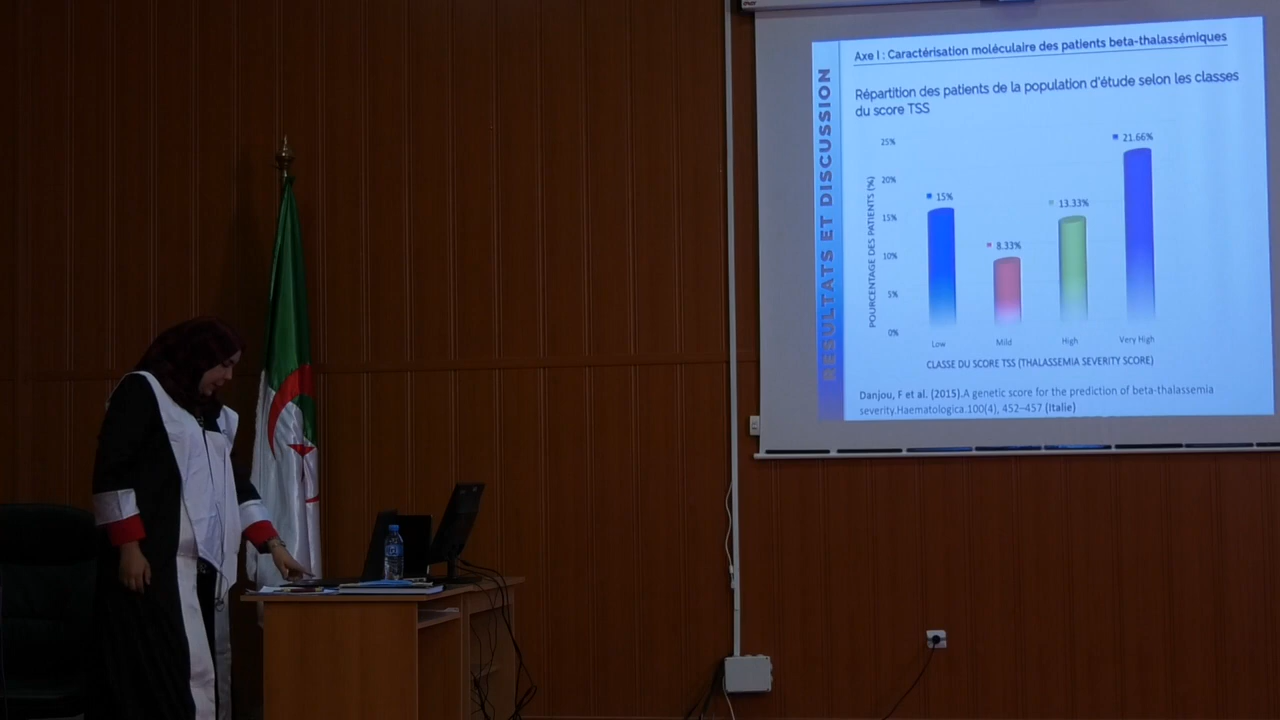 Axe I : Caractérisation moléculaire des patients beta-thalassémiques
RESULTATS ET DISCUSSION
Répartition des patients de la population d'étude selon les classes
du score TSS
POURCENTAGE DES PATIENTS (%)
25%
20%
15%
10%
5%
0%
15%
8.33%
13.33%
21.66%
Low
Mild
High
Very High
CLASSE DU SCORE TSS (THALASSEMIA SEVERITY SCORE)
Danjou, F et al. (2015).A genetic score for the prediction of beta-thalassemia
severity.Haematologica.100(4), 452–457 (Italie)